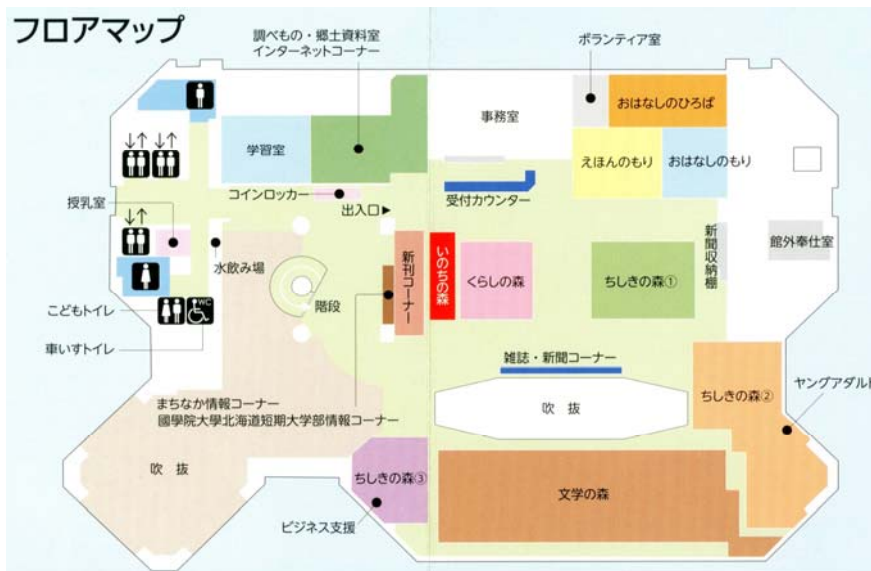 フロアマップ
調べもの・郷土資料室
インターネットコーナー
ボランティア室
おはなしのひろば
事務室
学習室
えほんのもり
おはなしのもり
コインロッカー
受付カウンター
授乳室
出入口▶
新聞収納棚
館外奉仕室
水飲み場
新刊コーナー
いのちの森
くらしの森
ちしきの森①
階段
こどもトイレ
WC
車いすトイレ
雑誌・新聞コーナー
まちなか情報コーナー
國學院大學北海道短期大学部情報コーナー
吹 抜
ちしきの森②
ヤングアダルト
吹 抜
ちしきの森③
文学の森
ビジネス支援